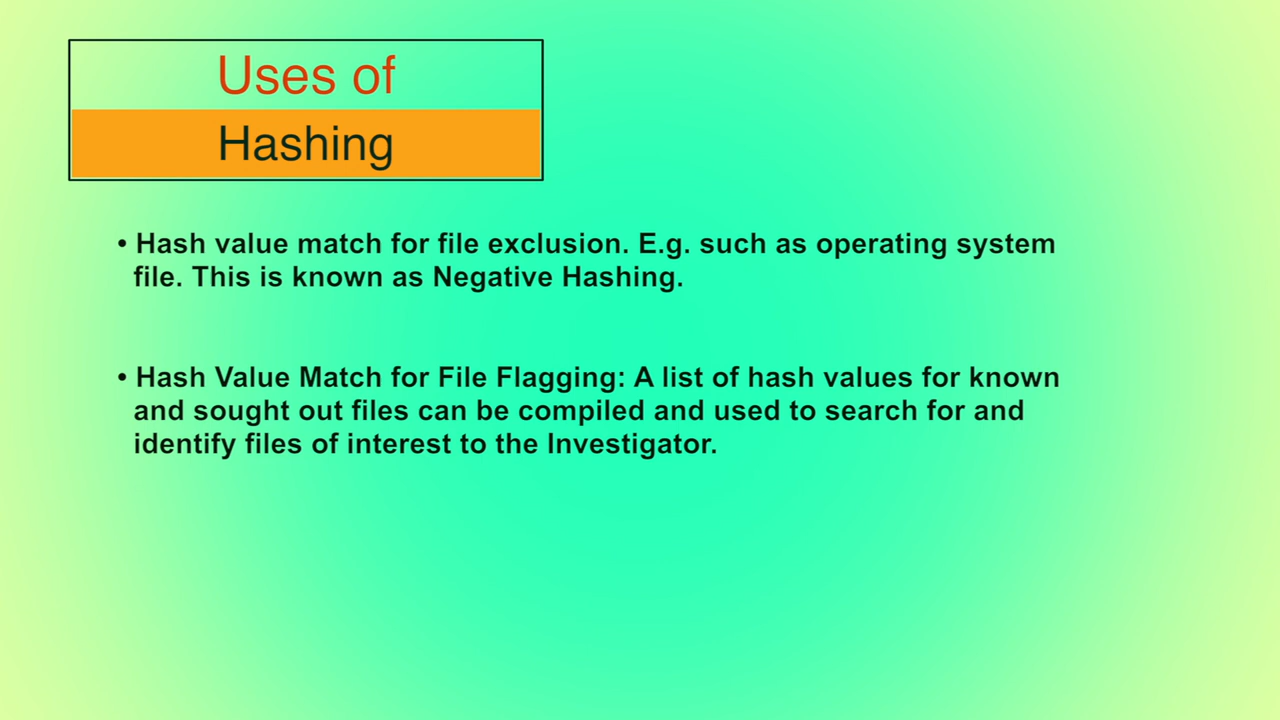 Uses of
Hashing
• Hash value match for file exclusion. E.g. such as operating system
file. This is known as Negative Hashing.
• Hash Value Match for File Flagging: A list of hash values for known
and sought out files can be compiled and used to search for and
identify files of interest to the Investigator.